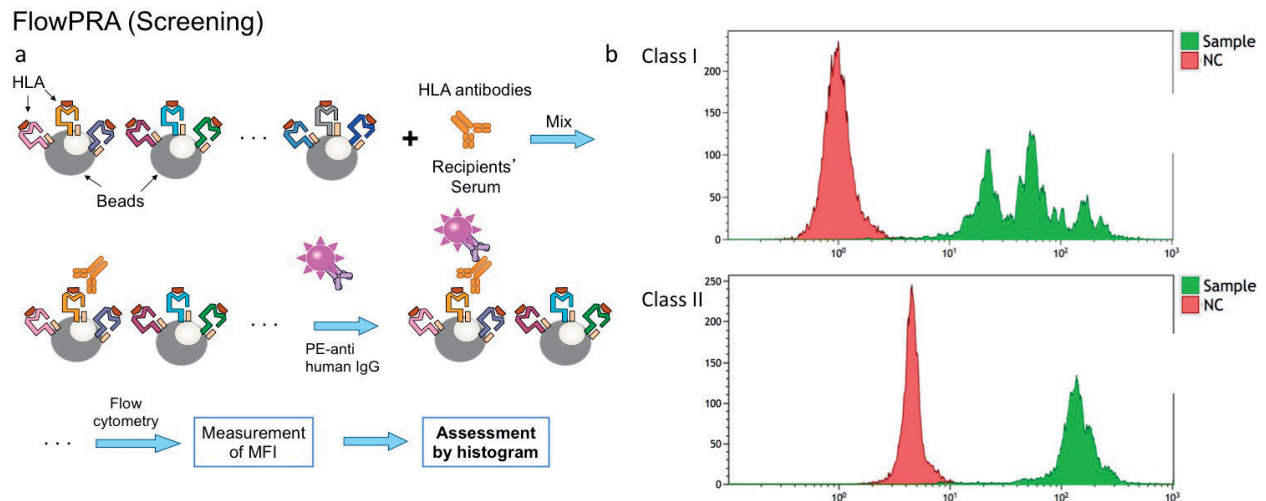 FlowPRA (Screening)
a
HLA
Beads
. . .
+
HLA antibodies
Recipients’
Serum
Mix
. . .
PE-anti
human IgG
. . .
Flow
cytometry
Measurement
of MFI
Assessment
by histogram
b
Class I
200
150
100
50
0
10⁰
10¹
10²
10³
Sample
NC
Class II
250
200
150
100
50
0
10⁰
10¹
10²
10³
Sample
NC